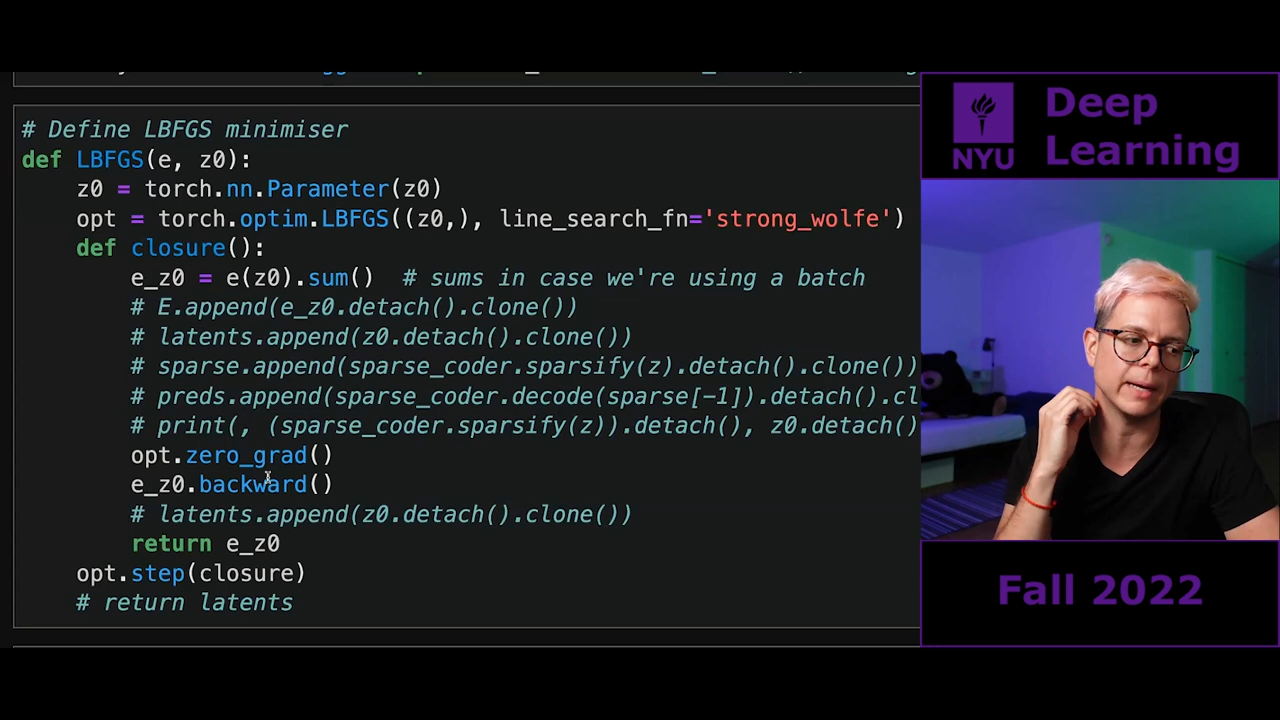 # Define LBFGS minimiser
def LBFGS(e, z0):
    z0 = torch.nn.Parameter(z0)
    opt = torch.optim.LBFGS((z0,), line_search_fn='strong_wolfe')
    def closure():
        e_z0 = e(z0).sum()  # sums in case we're using a batch
        # E.append(e_z0.detach().clone())
        # latents.append(z0.detach().clone())
        # sparse.append(sparse_coder.sparsify(z).detach().clone())
        # preds.append(sparse_coder.decode(sparse[-1]).detach().cl
        # print(, (sparse_coder.sparsify(z)).detach(), z0.detach()
        opt.zero_grad()
        e_z0.backward()
        # latents.append(z0.detach().clone())
        return e_z0
    opt.step(closure)
    # return latents
NYU
Deep
Learning
Fall 2022